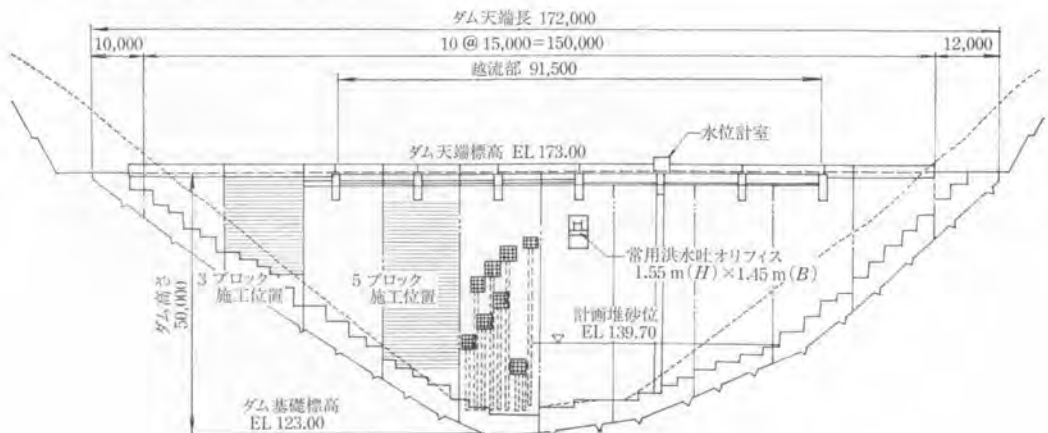 ダム天端長 172,000
10,000
10 @ 15,000=150,000
12,000
越流部 91,500
水位計室
ダム天端標高 EL 173.00
常用洪水吐オリフィス
1.55 m(H)×1.45 m(B)
3 ブロック
施工位置
5 ブロック
施工位置
計画堆砂位
EL 139.70
ダム高さ
50,000
ダム基礎標高
EL 123.00